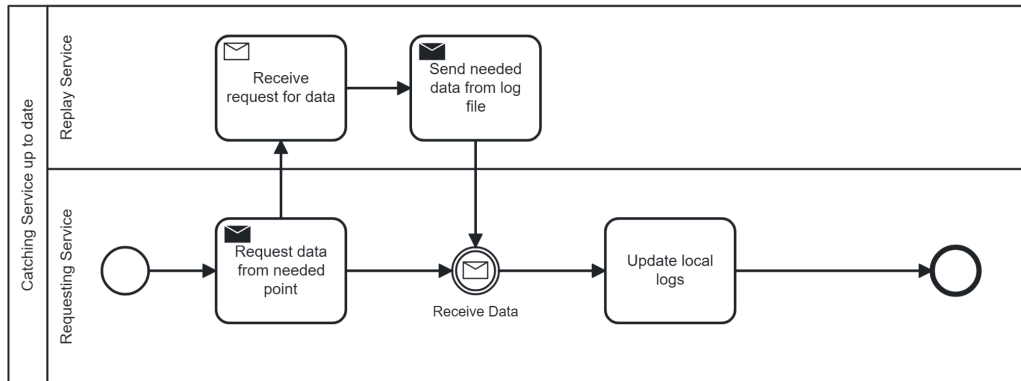 Catching Service up to date
Replay Service
Receive
request for data
Send needed
data from log
file
Requesting Service
Request data
from needed
point
Receive Data
Update local
logs